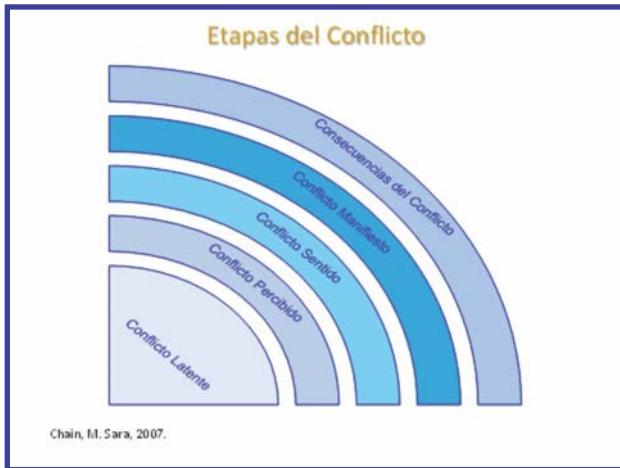 Etapas del Conflicto
Consecuencias del Conflicto
Conflicto Manifiesto
Conflicto Sentido
Conflicto Percibido
Conflicto Latente
Chain, M. Sara, 2007.